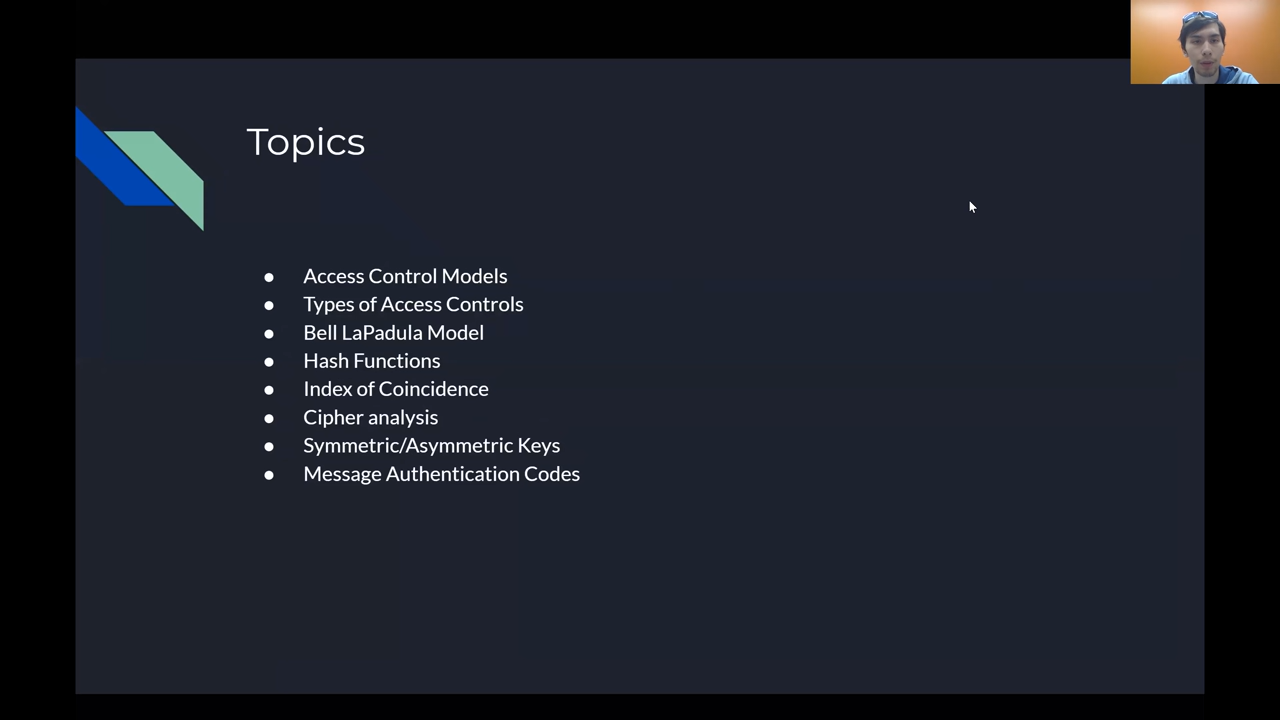 Topics
● Access Control Models
● Types of Access Controls
● Bell LaPadula Model
● Hash Functions
● Index of Coincidence
● Cipher analysis
● Symmetric/Asymmetric Keys
● Message Authentication Codes